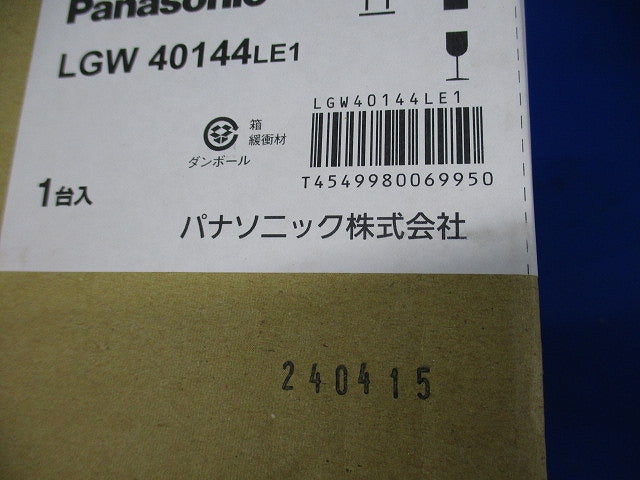 Panasonic
LGW 40144LE1
LGW40144LE1
箱
緩衝材
ダンボール
T4549980069950
1台入
パナソニック株式会社
240415